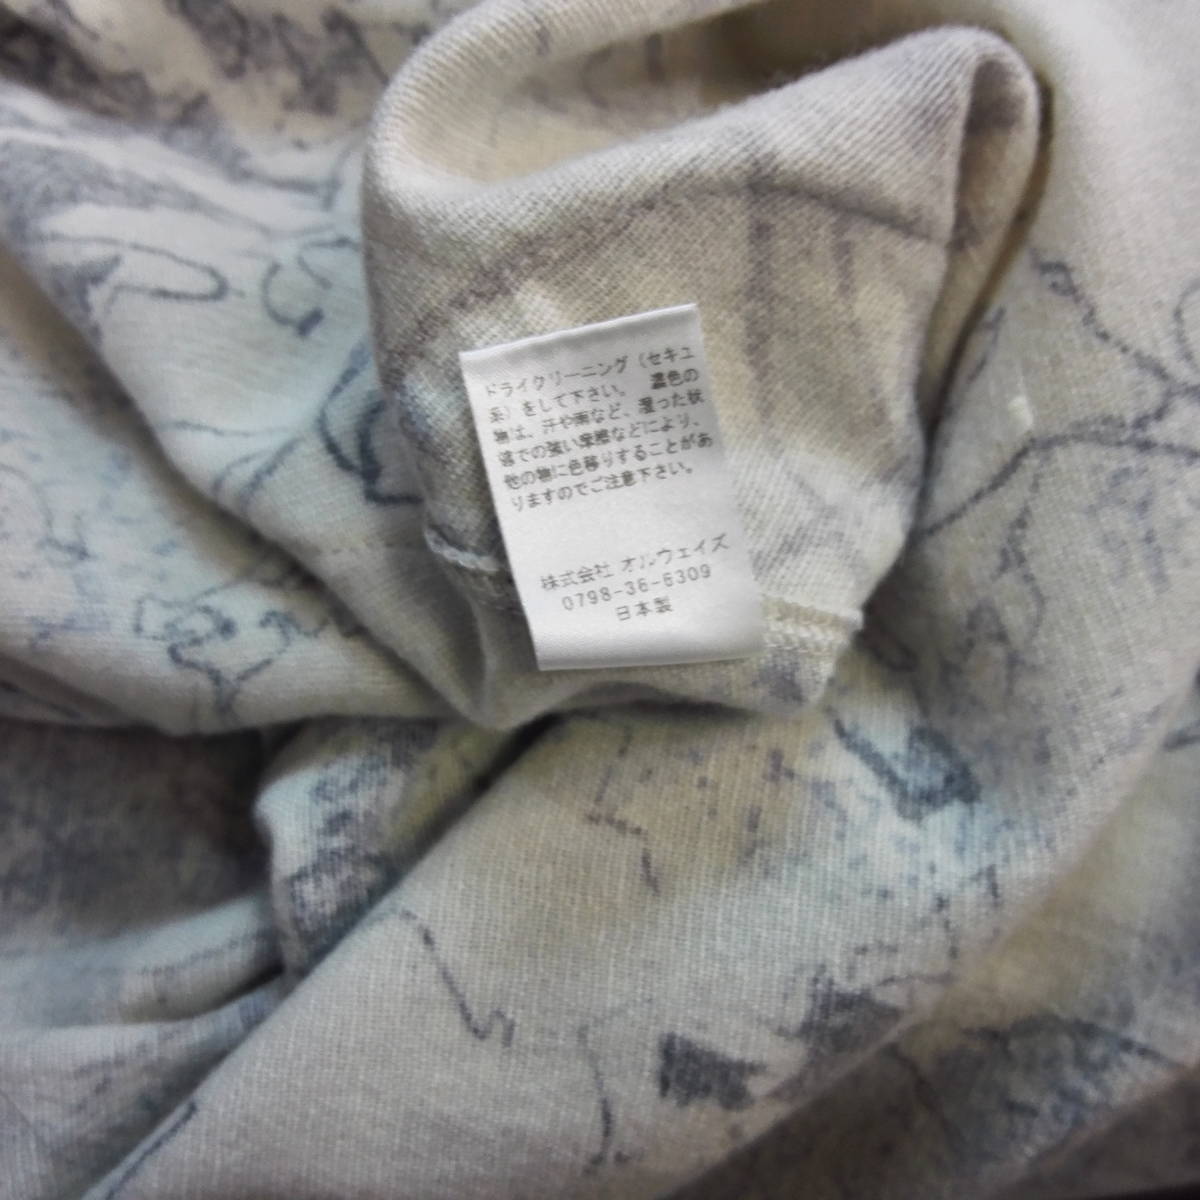 ドライクリーニング（セキユ
系）をして下さい。　濃色の
物は、汗や雨など、湿った状
態での強い摩擦などにより、
他の物に色移りすることがあ
りますのでご注意下さい。
株式会社 オルウェイズ
0798-36-6309
日本製